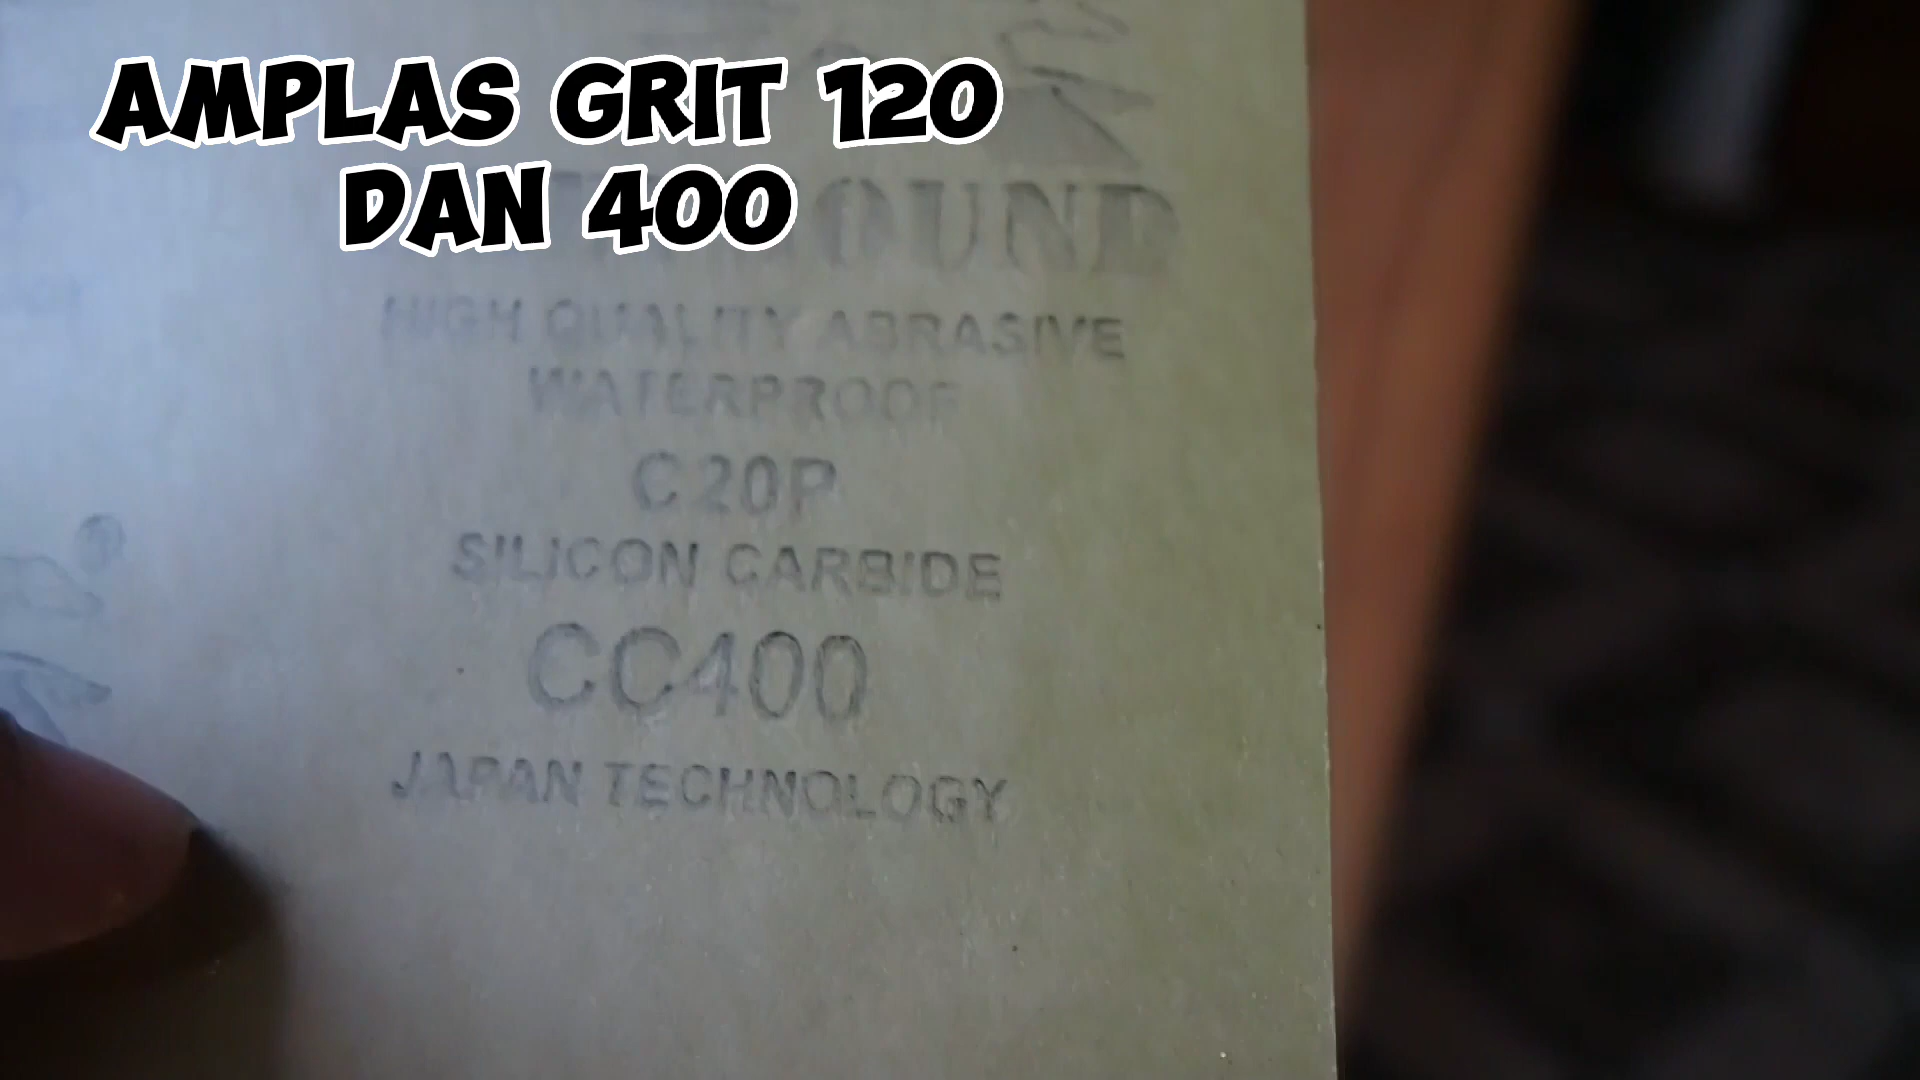 AMPLAS GRIT 120
DAN 400
HIGH QUALITY ABRASIVE
WATERPROOF
C20P
SILICON CARBIDE
CC400
JAPAN TECHNOLOGY